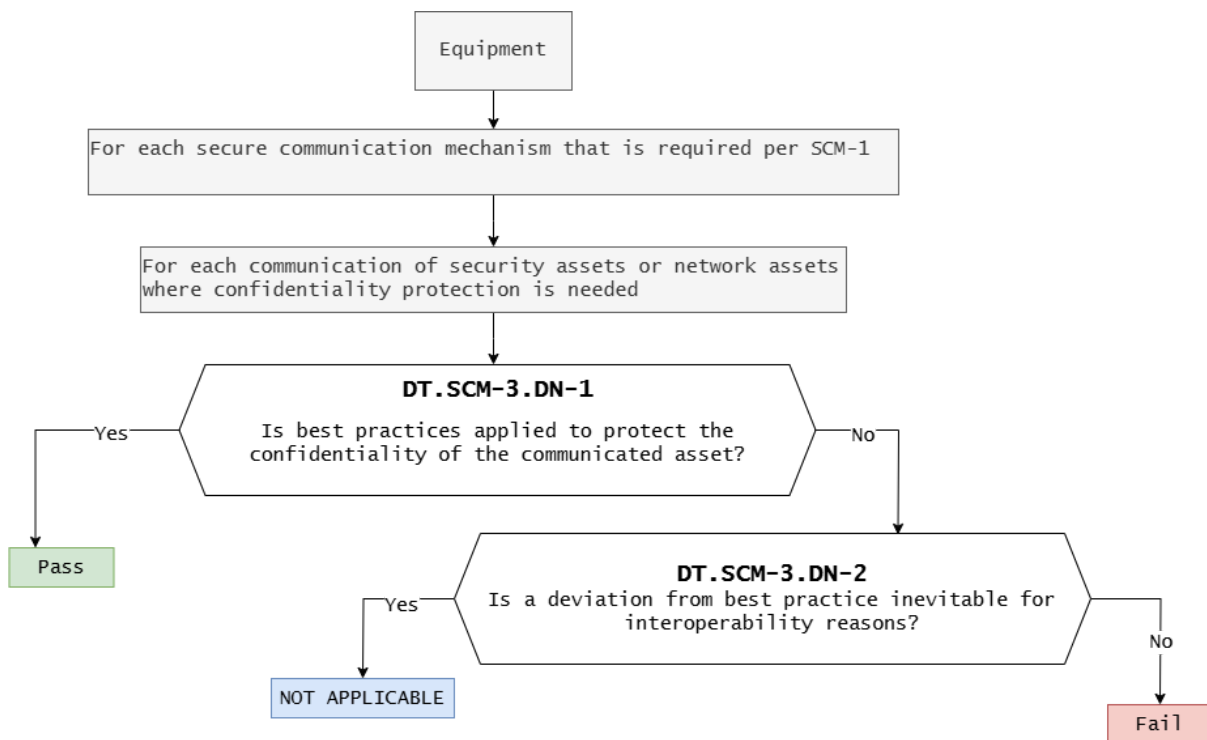 Equipment
For each secure communication mechanism that is required per SCM-1
For each communication of security assets or network assets
where confidentiality protection is needed
DT.SCM-3.DN-1
Is best practices applied to protect the
confidentiality of the communicated asset?
Yes
No
Pass
DT.SCM-3.DN-2
Is a deviation from best practice inevitable for
interoperability reasons?
Yes
No
NOT APPLICABLE
Fail